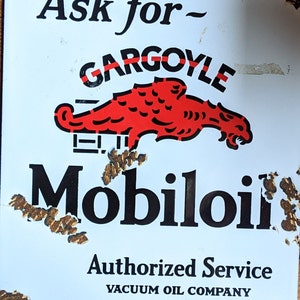 Ask for~
GARGOYLE
Mobiloil
Authorized Service
VACUUM OIL COMPANY